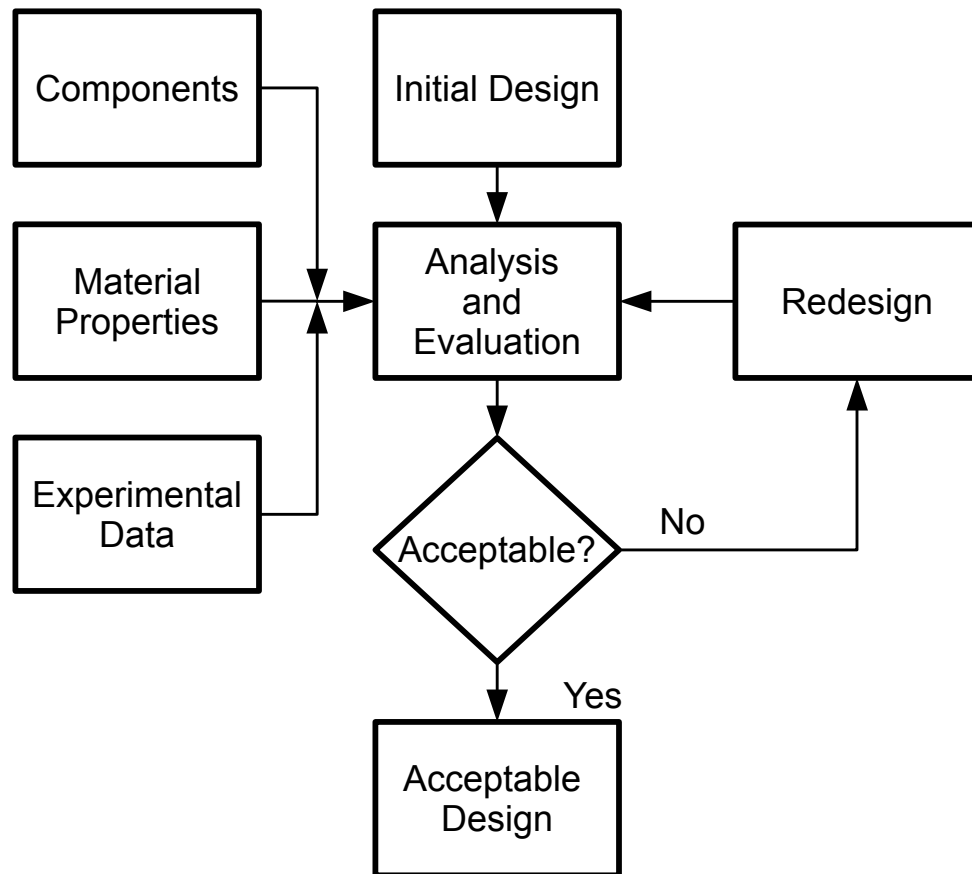 Components
Initial Design
Material
Properties
Analysis
and
Evaluation
Redesign
Experimental
Data
Acceptable?
No
Yes
Acceptable
Design